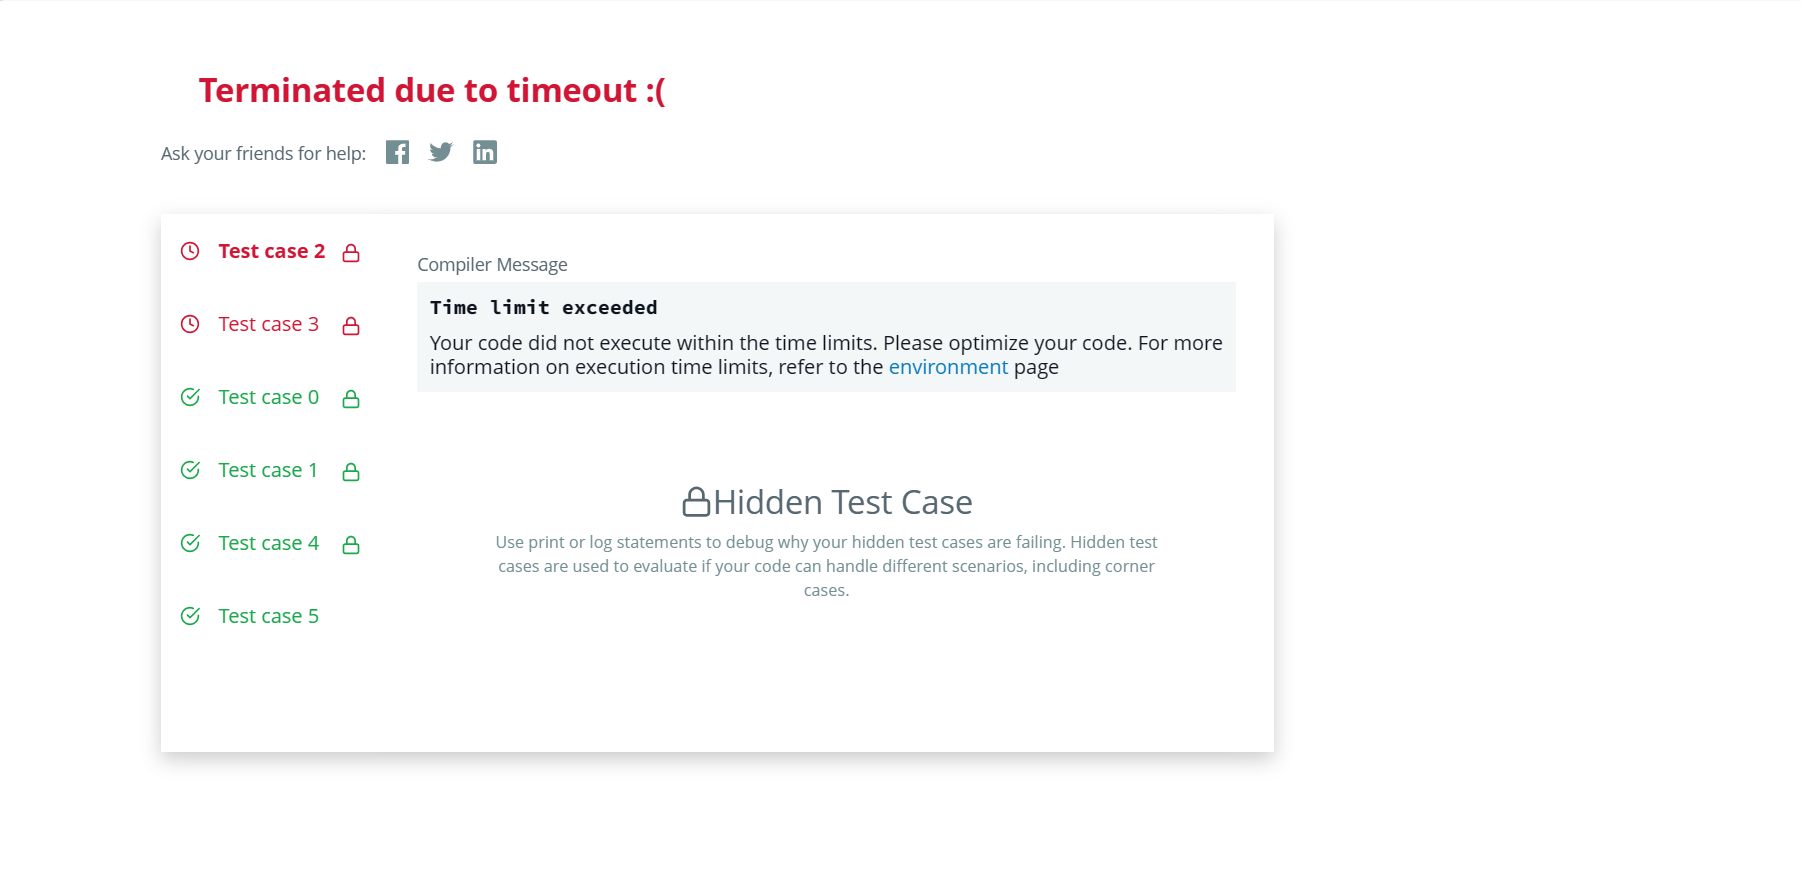 Terminated due to timeout :(
Ask your friends for help:
Test case 2
Test case 3
Test case 0
Test case 1
Test case 4
Test case 5
Compiler Message
Time limit exceeded
Your code did not execute within the time limits. Please optimize your code. For more
information on execution time limits, refer to the environment page
Hidden Test Case
Use print or log statements to debug why your hidden test cases are failing. Hidden test
cases are used to evaluate if your code can handle different scenarios, including corner
cases.